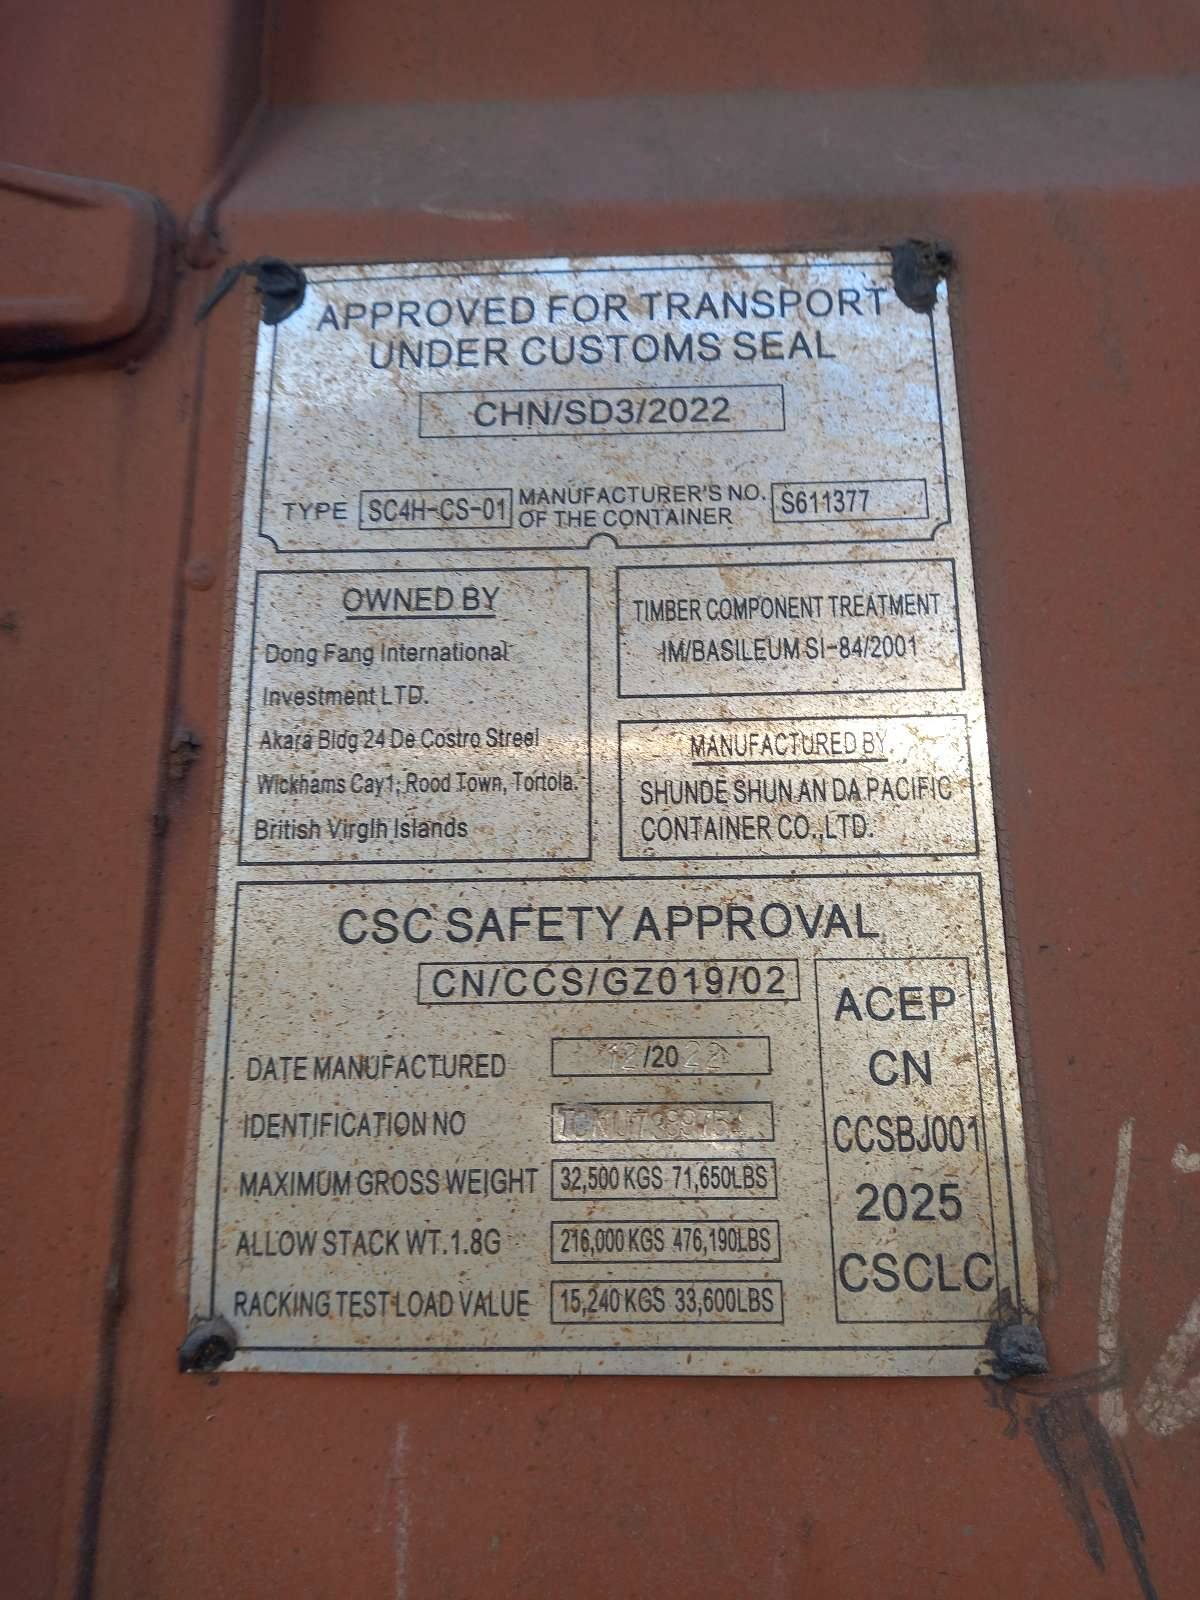 APPROVED FOR TRANSPORT
UNDER CUSTOMS SEAL
CHN/SD3/2022
TYPE SC4H-CS-01 MANUFACTURER'S NO. OF THE CONTAINER S611377
OWNED BY
Dong Fang International
Investment LTD.
Akara Bldg 24 De Costro Streel
Wickhams Cay1; Rood Town, Tortola.
British Virglh Islands
TIMBER COMPONENT TREATMENT
IM/BASILEUM SI-84/2001
MANUFACTURED BY
SHUNDE SHUN AN DA PACIFIC
CONTAINER CO.,LTD.
CSC SAFETY APPROVAL
CN/CCS/GZ019/02
DATE MANUFACTURED 12/2022
IDENTIFICATION NO
MAXIMUM GROSS WEIGHT 32,500 KGS 71,650LBS
ALLOW STACK WT.1.8G 216,000 KGS 476,190LBS
RACKING TEST LOAD VALUE 15,240 KGS 33,600LBS
ACEP
CN
CCSBJ001
2025
CSCLC